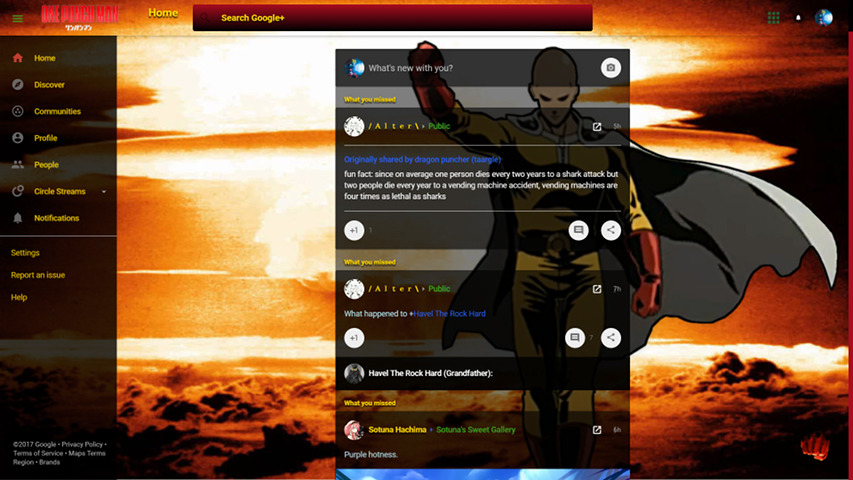 ONE PUNCH MAN
ワンパンマン
Home
Search Google+
Home
Discover
Communities
Profile
People
Circle Streams
Notifications
Settings
Report an issue
Help
©2017 Google • Privacy Policy •
Terms of Service • Maps Terms
Region • Brands
What's new with you?
What you missed
/ A l t e r \ › Public
5h
Originally shared by dragon puncher (taargle)
fun fact: since on average one person dies every two years to a shark attack but
two people die every year to a vending machine accident, vending machines are
four times as lethal as sharks
+1 1
What you missed
/ A l t e r \ › Public
7h
What happened to +Havel The Rock Hard
+1 7
Havel The Rock Hard (Grandfather):
What you missed
Sotuna Hachima › Sotuna's Sweet Gallery
6h
Purple hotness.